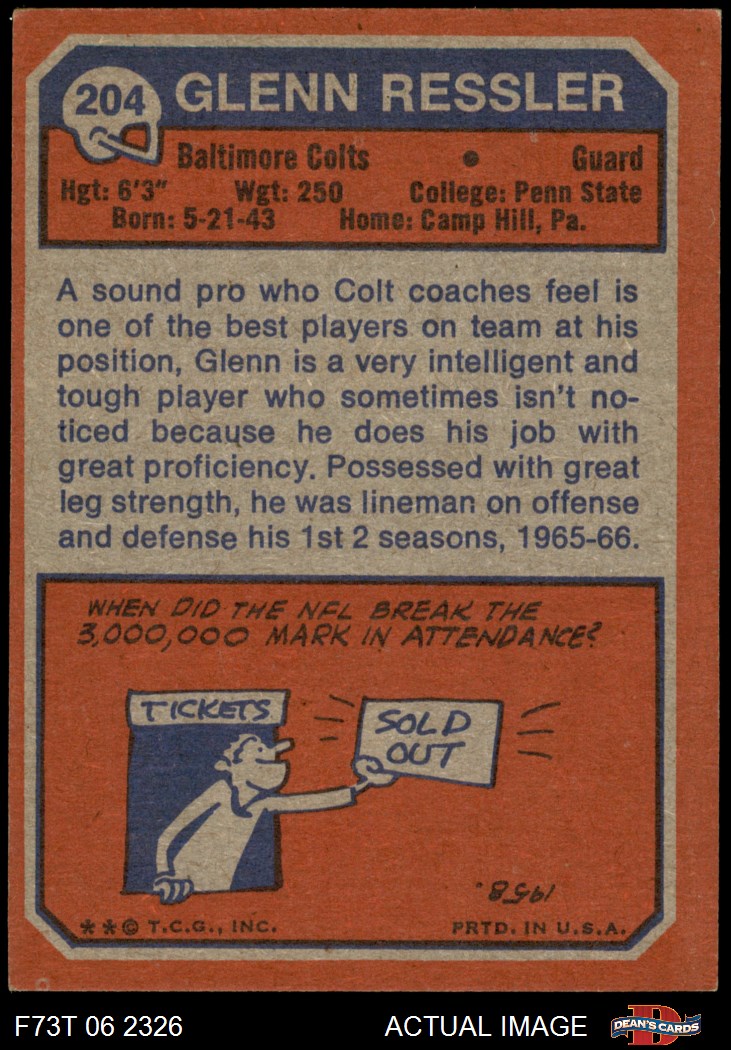 204 GLENN RESSLER
Baltimore Colts • Guard
Hgt: 6'3" Wgt: 250 College: Penn State
Born: 5-21-43 Home: Camp Hill, Pa.
A sound pro who Colt coaches feel is
one of the best players on team at his
position, Glenn is a very intelligent and
tough player who sometimes isn't no-
ticed because he does his job with
great proficiency. Possessed with great
leg strength, he was lineman on offense
and defense his 1st 2 seasons, 1965-66.
WHEN DID THE NFL BREAK THE
3,000,000 MARK IN ATTENDANCE?
TICKETS
SOLD
OUT
1958.
**© T.C.G., INC. PRTD. IN U.S.A.
F73T 06 2326 ACTUAL IMAGE D DEAN'S CARDS